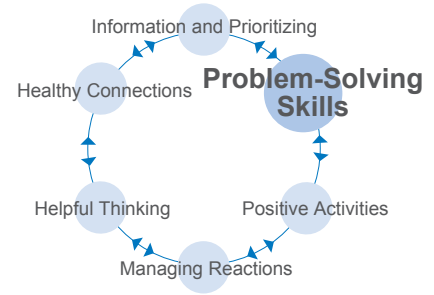 Information and Prioritizing
Problem-Solving
Skills
Healthy Connections
Helpful Thinking
Positive Activities
Managing Reactions